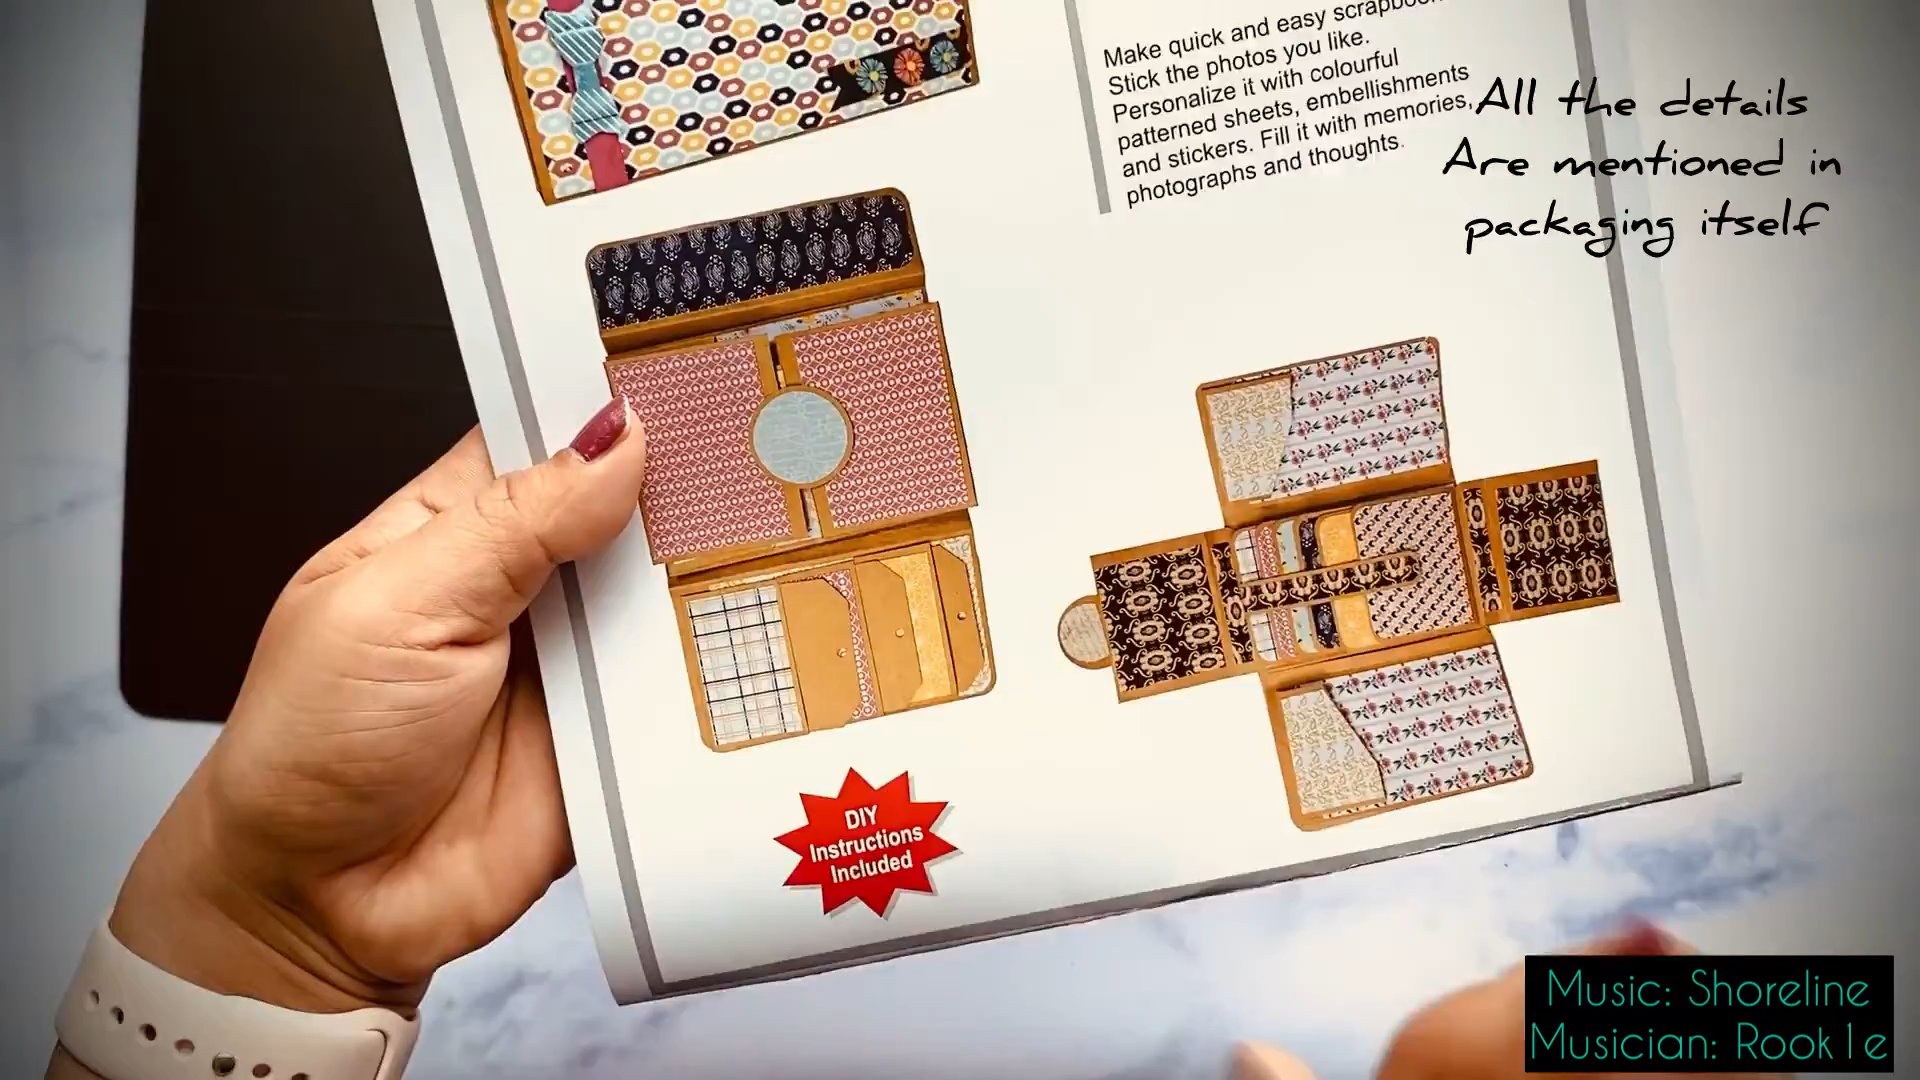 Make quick and easy
Stick the photos you like.
Personalize it with colourful
patterned sheets, embellishments
and stickers. Fill it with memories,
photographs and thoughts.
All the details
Are mentioned in
packaging itself
DIY
Instructions
Included
Music: Shoreline
Musician: Rook1e